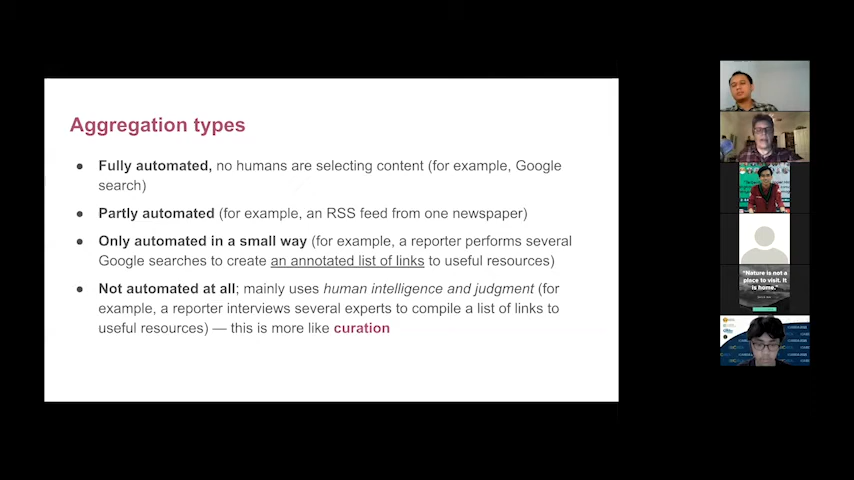 Aggregation types
● Fully automated, no humans are selecting content (for example, Google
search)
● Partly automated (for example, an RSS feed from one newspaper)
● Only automated in a small way (for example, a reporter performs several
Google searches to create an annotated list of links to useful resources)
● Not automated at all; mainly uses human intelligence and judgment (for
example, a reporter interviews several experts to compile a list of links to
useful resources) — this is more like curation
"Nature is not a
place to visit. It
is home."